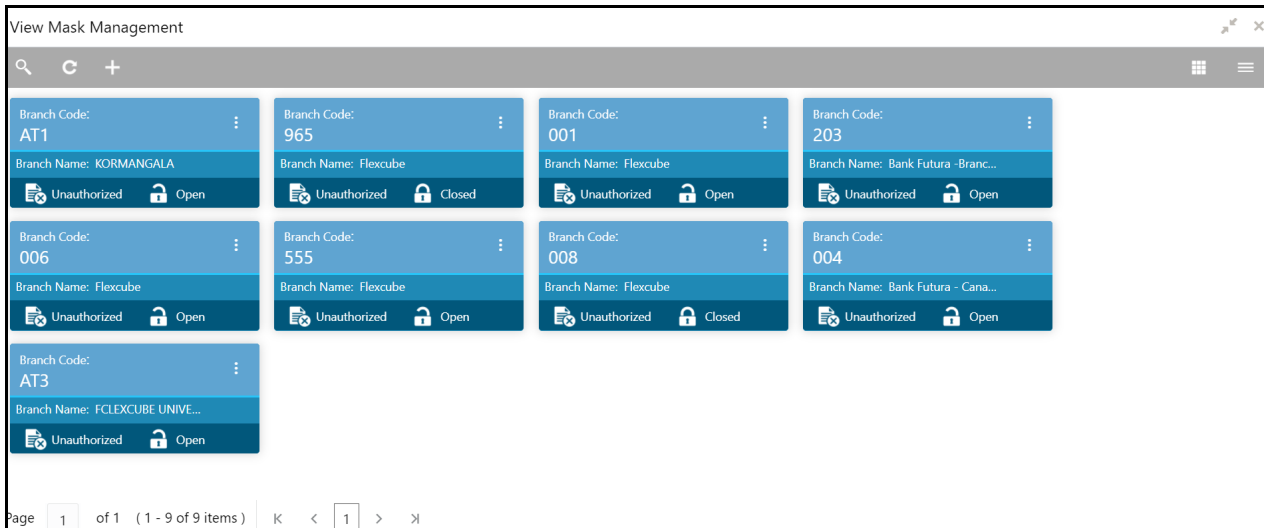 View Mask Management
Branch Code:
AT1
Branch Name: KORMANGALA
Unauthorized Open
Branch Code:
965
Branch Name: Flexcube
Unauthorized Closed
Branch Code:
001
Branch Name: Flexcube
Unauthorized Open
Branch Code:
203
Branch Name: Bank Futura -Branc...
Unauthorized Open
Branch Code:
006
Branch Name: Flexcube
Unauthorized Open
Branch Code:
555
Branch Name: Flexcube
Unauthorized Open
Branch Code:
008
Branch Name: Flexcube
Unauthorized Closed
Branch Code:
004
Branch Name: Bank Futura - Cana...
Unauthorized Open
Branch Code:
AT3
Branch Name: FCLEXCUBE UNIVE...
Unauthorized Open
Page 1 of 1 ( 1 - 9 of 9 items ) 1